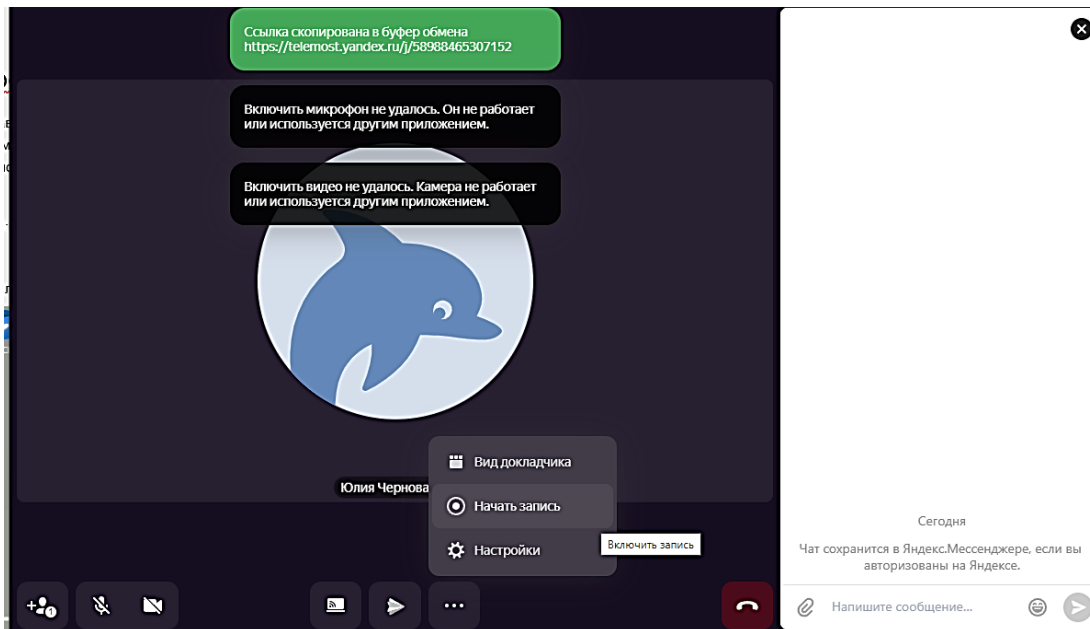 Ссылка скопирована в буфер обмена
https://telemost.yandex.ru/j/58988465307152
Включить микрофон не удалось. Он не работает
или используется другим приложением.
Включить видео не удалось. Камера не работает
или используется другим приложением.
Вид докладчика
Юлия Чернова
Начать запись
Настройки
Включить запись
1
Сегодня
Чат сохранится в Яндекс.Мессенджере, если вы
авторизованы на Яндексе.
Напишите сообщение...